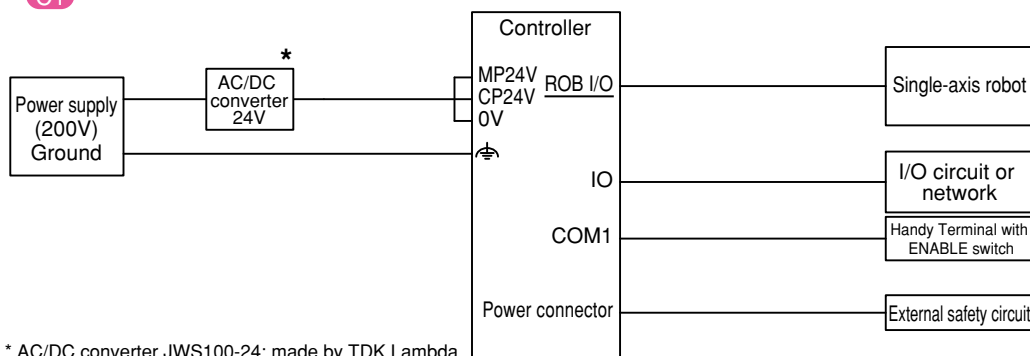 Controller
*
MP24V
CP24V
0V
ROB I/O
Single-axis robot
AC/DC
converter
24V
Power supply
(200V)
Ground
IO
I/O circuit or
network
COM1
Handy Terminal with
ENABLE switch
Power connector
External safety circuit
* AC/DC converter JWS100-24: made by TDK Lambda